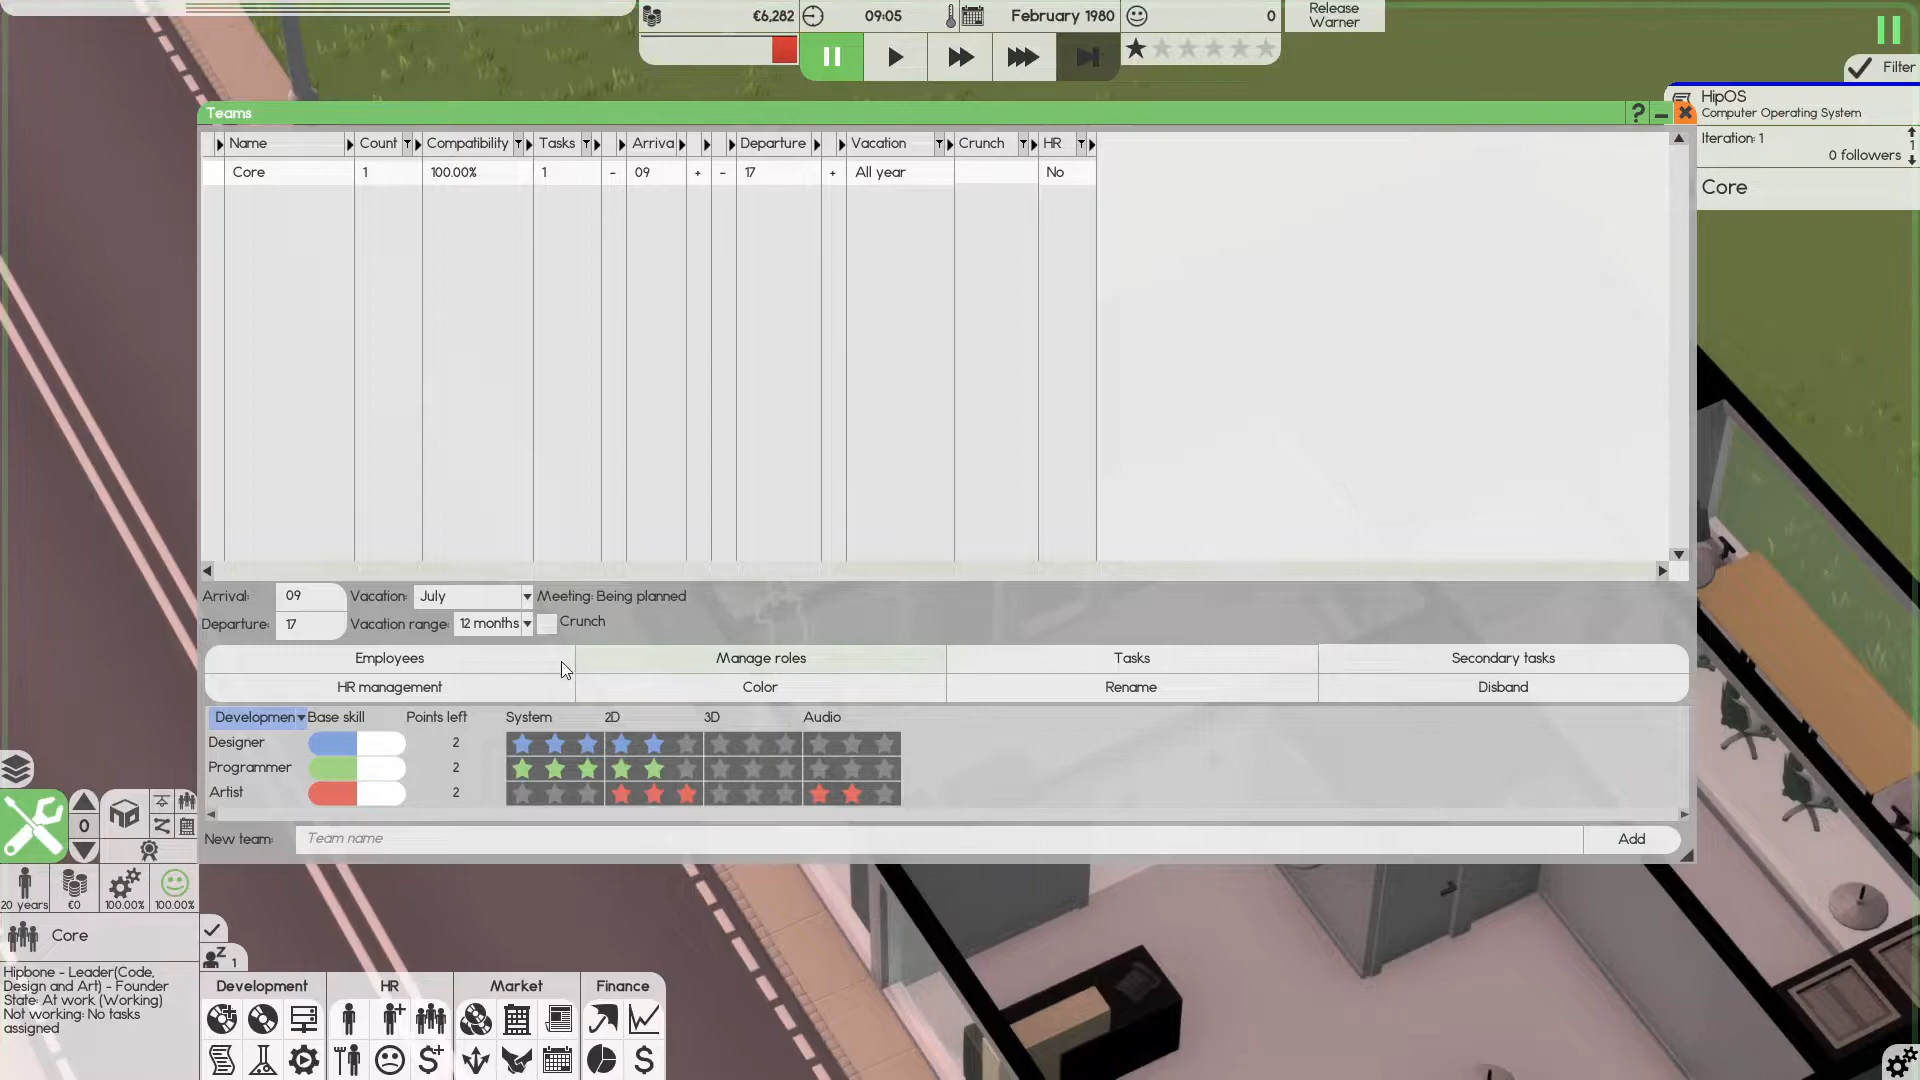 €6,282 09:05 February 1980 0 Release
Warner
Filter
Teams ?
HipOS
Computer Operating System
Iteration: 1
1
0 followers
Core
Name Count Compatibility Tasks Arriva Departure Vacation Crunch HR
Core 1 100.00% 1 - 09 + - 17 + All year No
Arrival: 09 Vacation: July Meeting: Being planned
Departure: 17 Vacation range: 12 months Crunch
Employees Manage roles Tasks Secondary tasks
HR management Color Rename Disband
Developmen Base skill Points left System 2D 3D Audio
Designer 2
Programmer 2
Artist 2
New team: Team name Add
0
20 years €0 100.00% 100.00%
Core
Z 1
Hipbone - Leader(Code,
Design and Art) - Founder
State: At work (Working)
Not working: No tasks
assigned
Development HR Market Finance